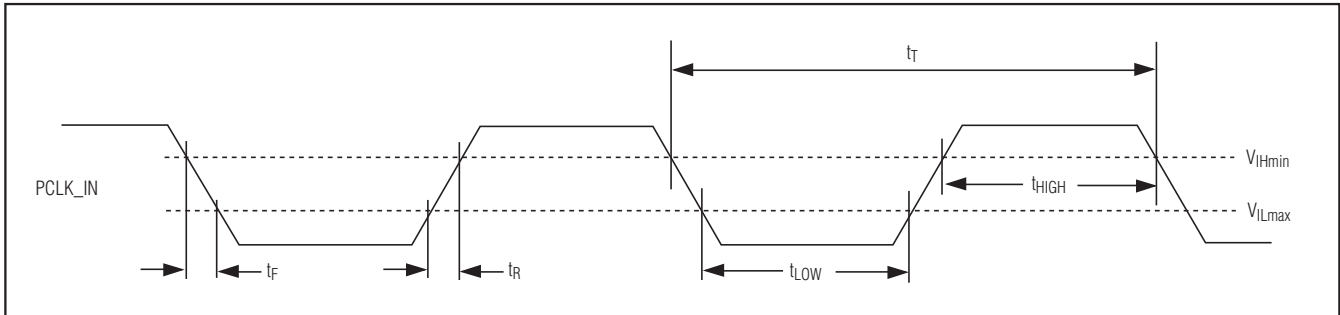 tT
VIHmin
PCLK_IN
tHIGH
VILmax
tF
tR
tLOW